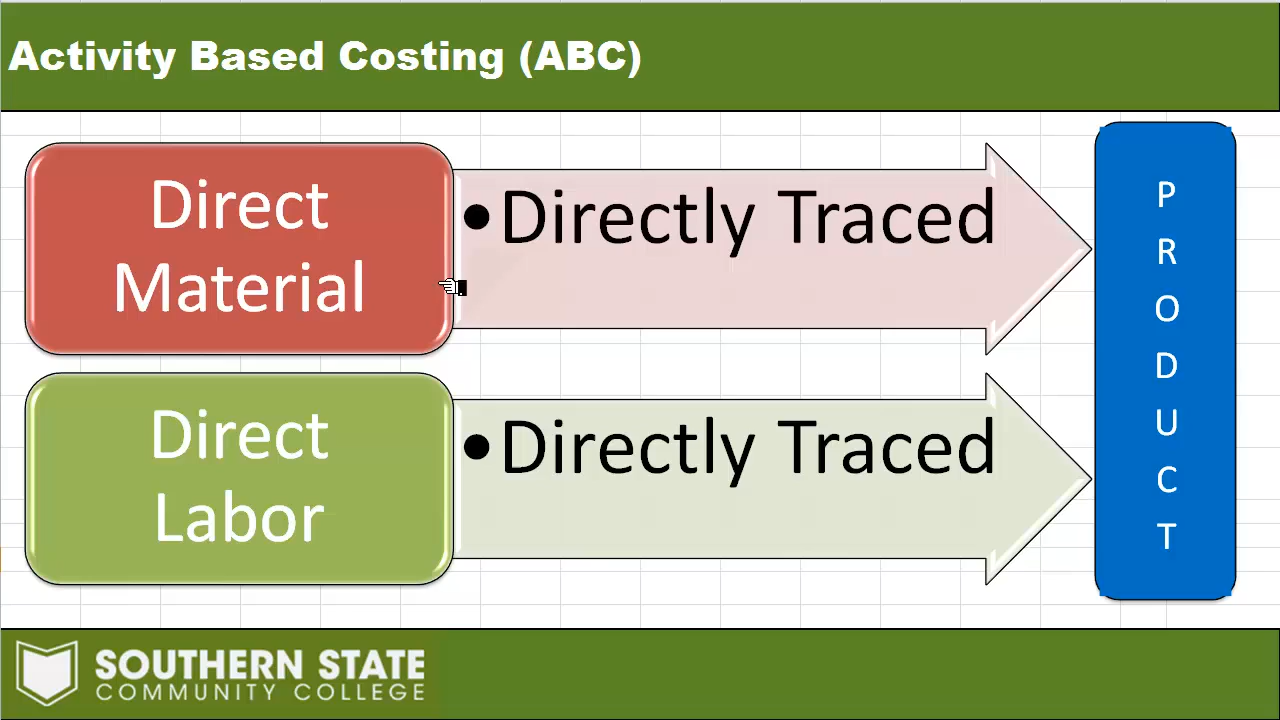 Activity Based Costing (ABC)
Direct
Material
•Directly Traced
Direct
Labor
•Directly Traced
P
R
O
D
U
C
T
SOUTHERN STATE
COMMUNITY COLLEGE